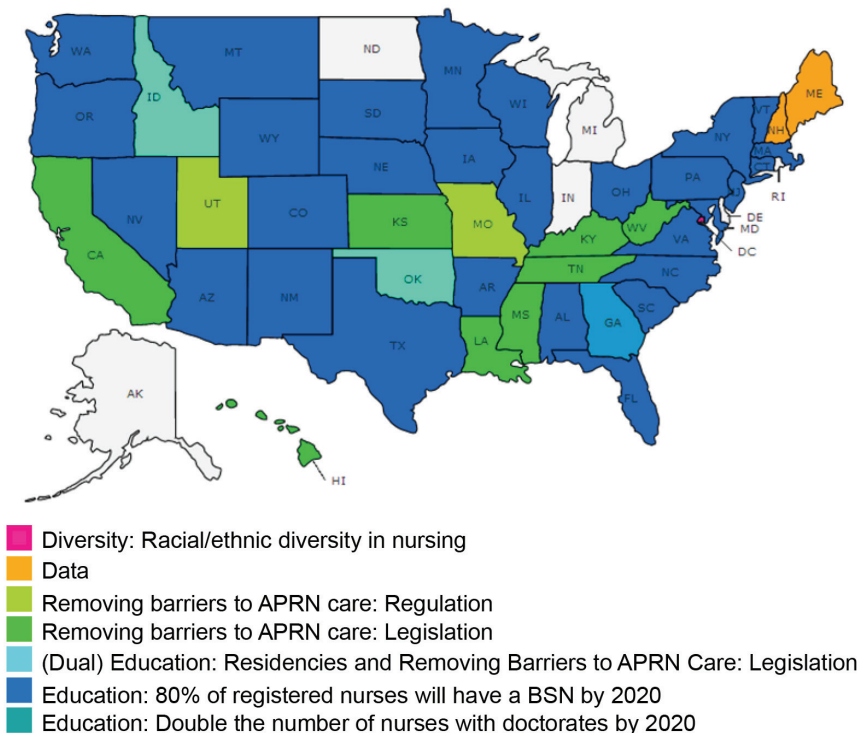 WA
MT
ND
MN
OR
ID
WY
SD
WI
MI
NY
VT
NH
ME
MA
CT
RI
NV
UT
CO
NE
IA
IL
IN
OH
PA
NJ
DE
MD
DC
CA
KS
MO
KY
WV
VA
AZ
NM
OK
AR
TN
NC
SC
TX
LA
MS
AL
GA
FL
AK
HI
Diversity: Racial/ethnic diversity in nursing
Data
Removing barriers to APRN care: Regulation
Removing barriers to APRN care: Legislation
(Dual) Education: Residencies and Removing Barriers to APRN Care: Legislation
Education: 80% of registered nurses will have a BSN by 2020
Education: Double the number of nurses with doctorates by 2020